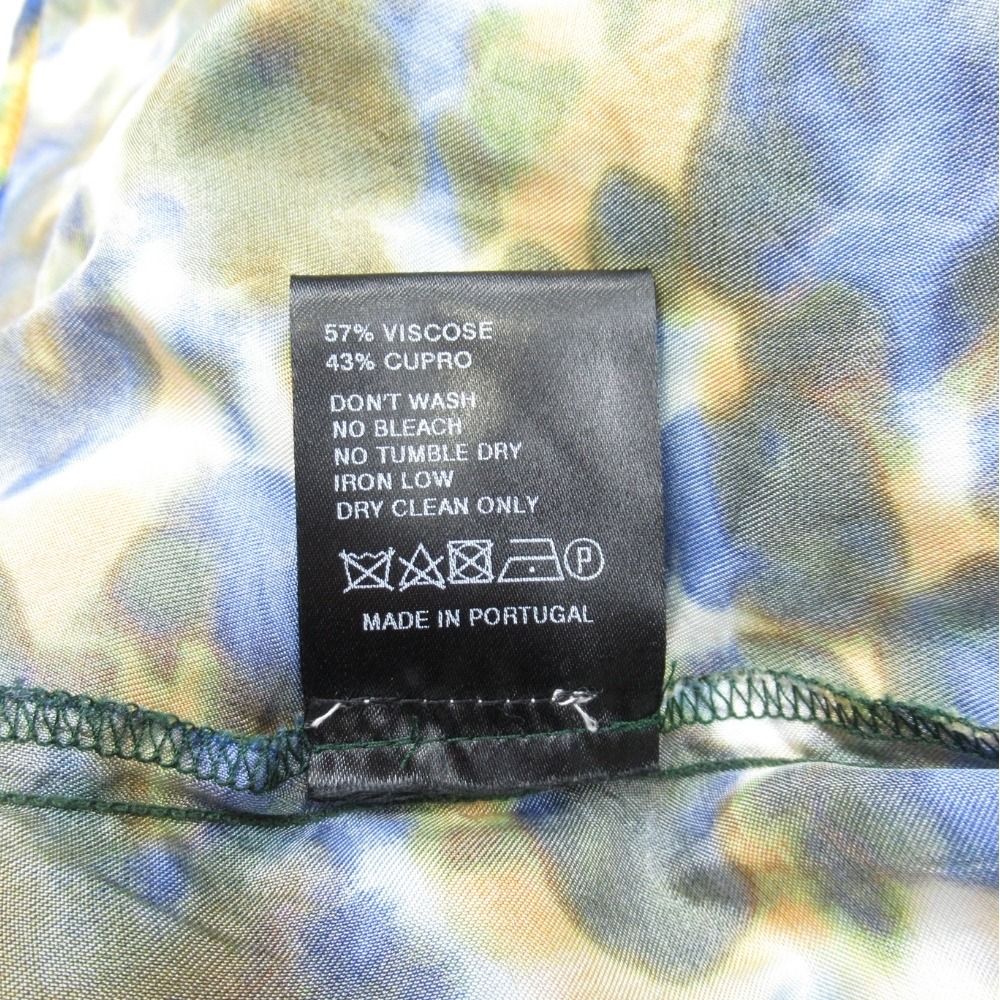 57% VISCOSE
43% CUPRO
DON'T WASH
NO BLEACH
NO TUMBLE DRY
IRON LOW
DRY CLEAN ONLY
P
MADE IN PORTUGAL